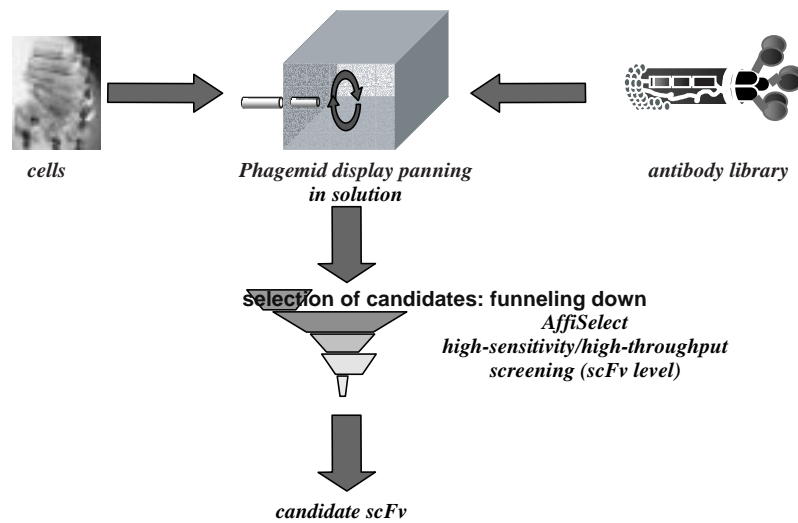 cells
Phagemid display panning
in solution
antibody library
selection of candidates: funneling down
AffiSelect
high-sensitivity/high-throughput
screening (scFv level)
candidate scFv